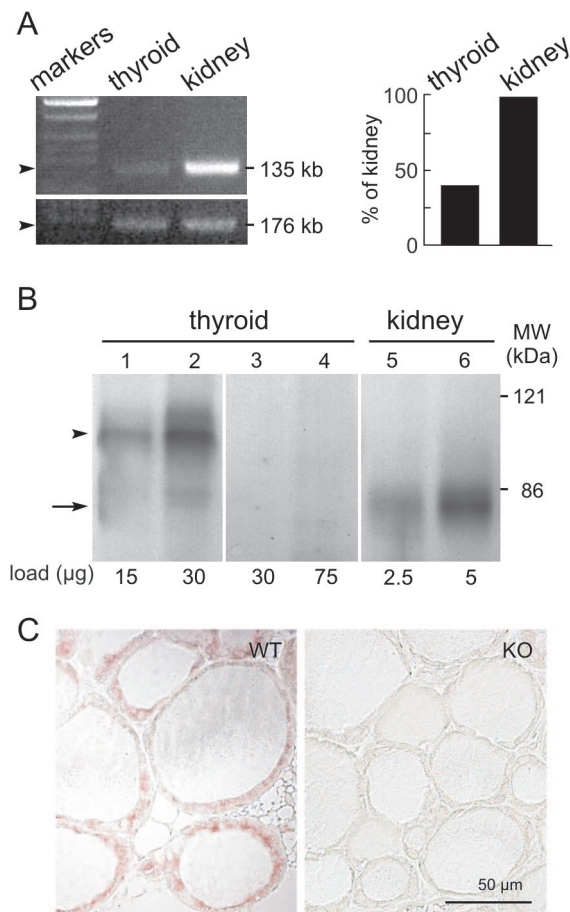 A
markers thyroid kidney
135 kb
176 kb
thyroid kidney
% of kidney
100
50
0
B
thyroid kidney
MW
(kDa)
1 2 3 4 5 6
121
86
load (µg) 15 30 30 75 2.5 5
C
WT
KO
50 µm